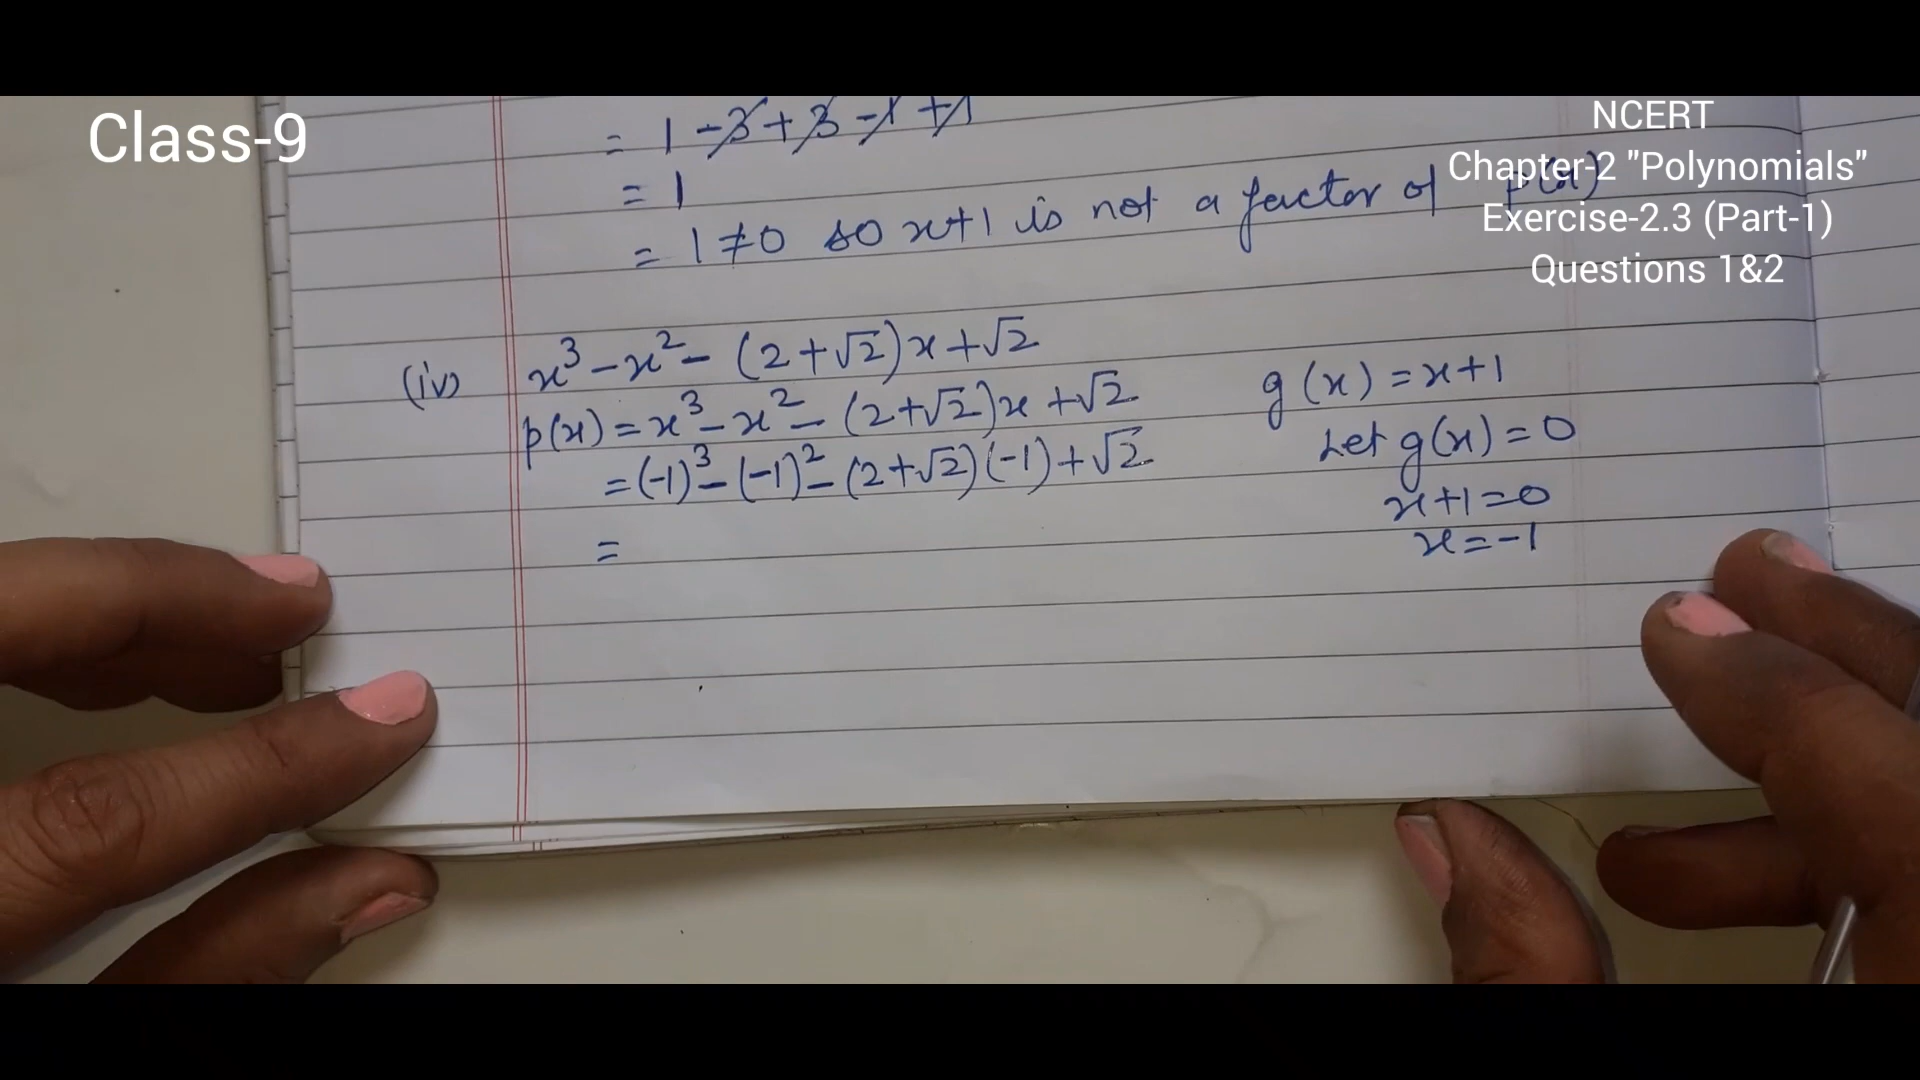 Class-9
NCERT
Chapter-2 "Polynomials"
Exercise-2.3 (Part-1)
Questions 1&2
= 1 - 3 + 3 - 1 + 1
= 1
= 1 ≠ 0 so x+1 is not a factor of p(x)
(iv) x³ - x² - (2+√2)x + √2
p(x) = x³ - x² - (2+√2)x + √2
= (-1)³ - (-1)² - (2+√2)(-1) + √2
=
g(x) = x+1
Let g(x) = 0
x+1 = 0
x = -1